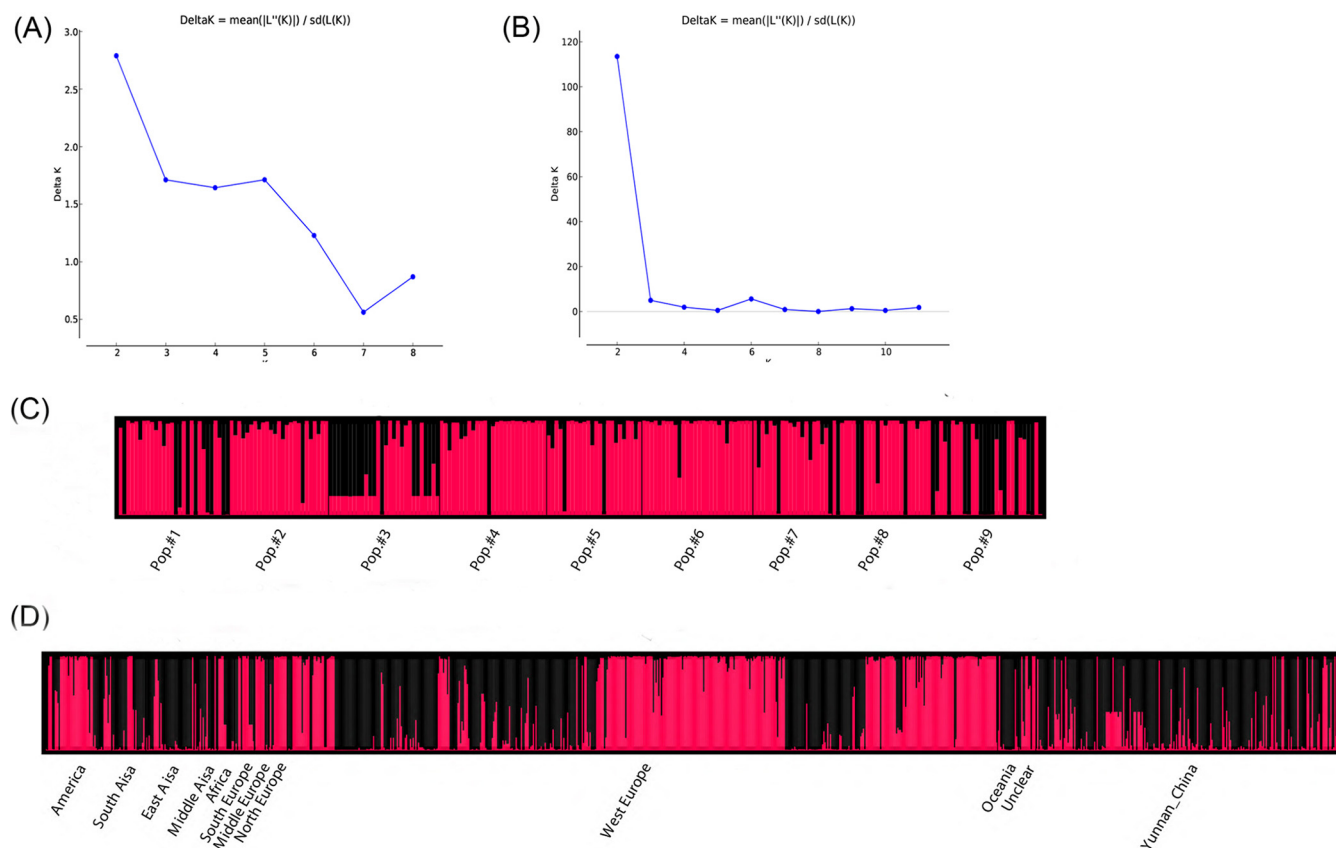 (A)
DeltaK = mean(|L''(K)|) / sd(L(K))
3.0
2.5
2.0
1.5
1.0
0.5
Delta K
2 3 4 5 6 7 8
K
(B)
DeltaK = mean(|L''(K)|) / sd(L(K))
120
100
80
60
40
20
0
Delta K
2 4 6 8 10
K
(C)
Pop.#1
Pop.#2
Pop.#3
Pop.#4
Pop.#5
Pop.#6
Pop.#7
Pop.#8
Pop.#9
(D)
America
South Aisa
East Aisa
Middle Aisa
Africa
South Europe
Middle Europe
North Europe
West Europe
Oceania
Unclear
Yunnan_China